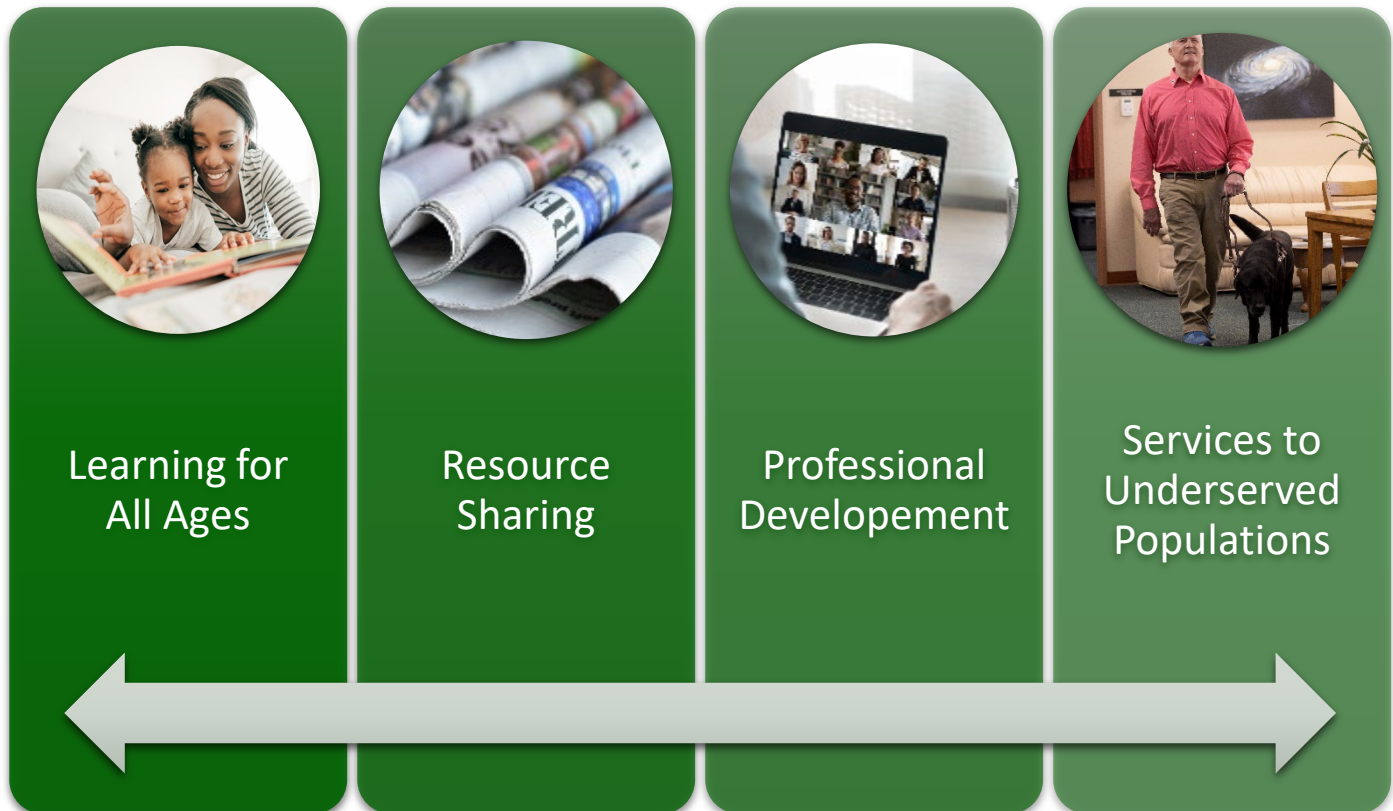 Learning for
All Ages
Resource
Sharing
Professional
Developement
Services to
Underserved
Populations